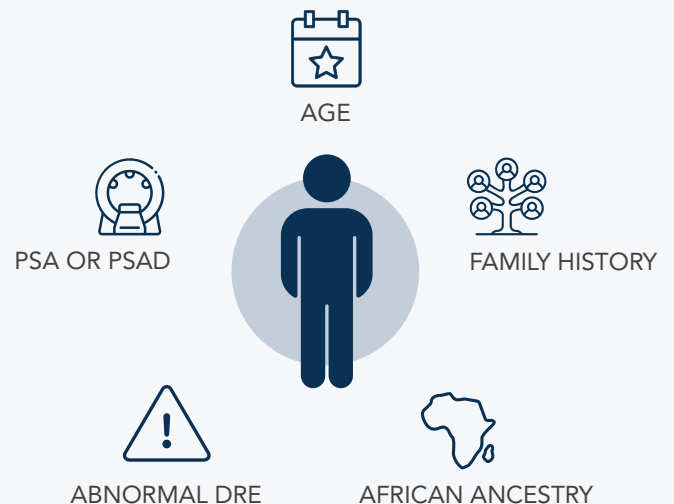 AGE
PSA OR PSAD
FAMILY HISTORY
ABNORMAL DRE
AFRICAN ANCESTRY